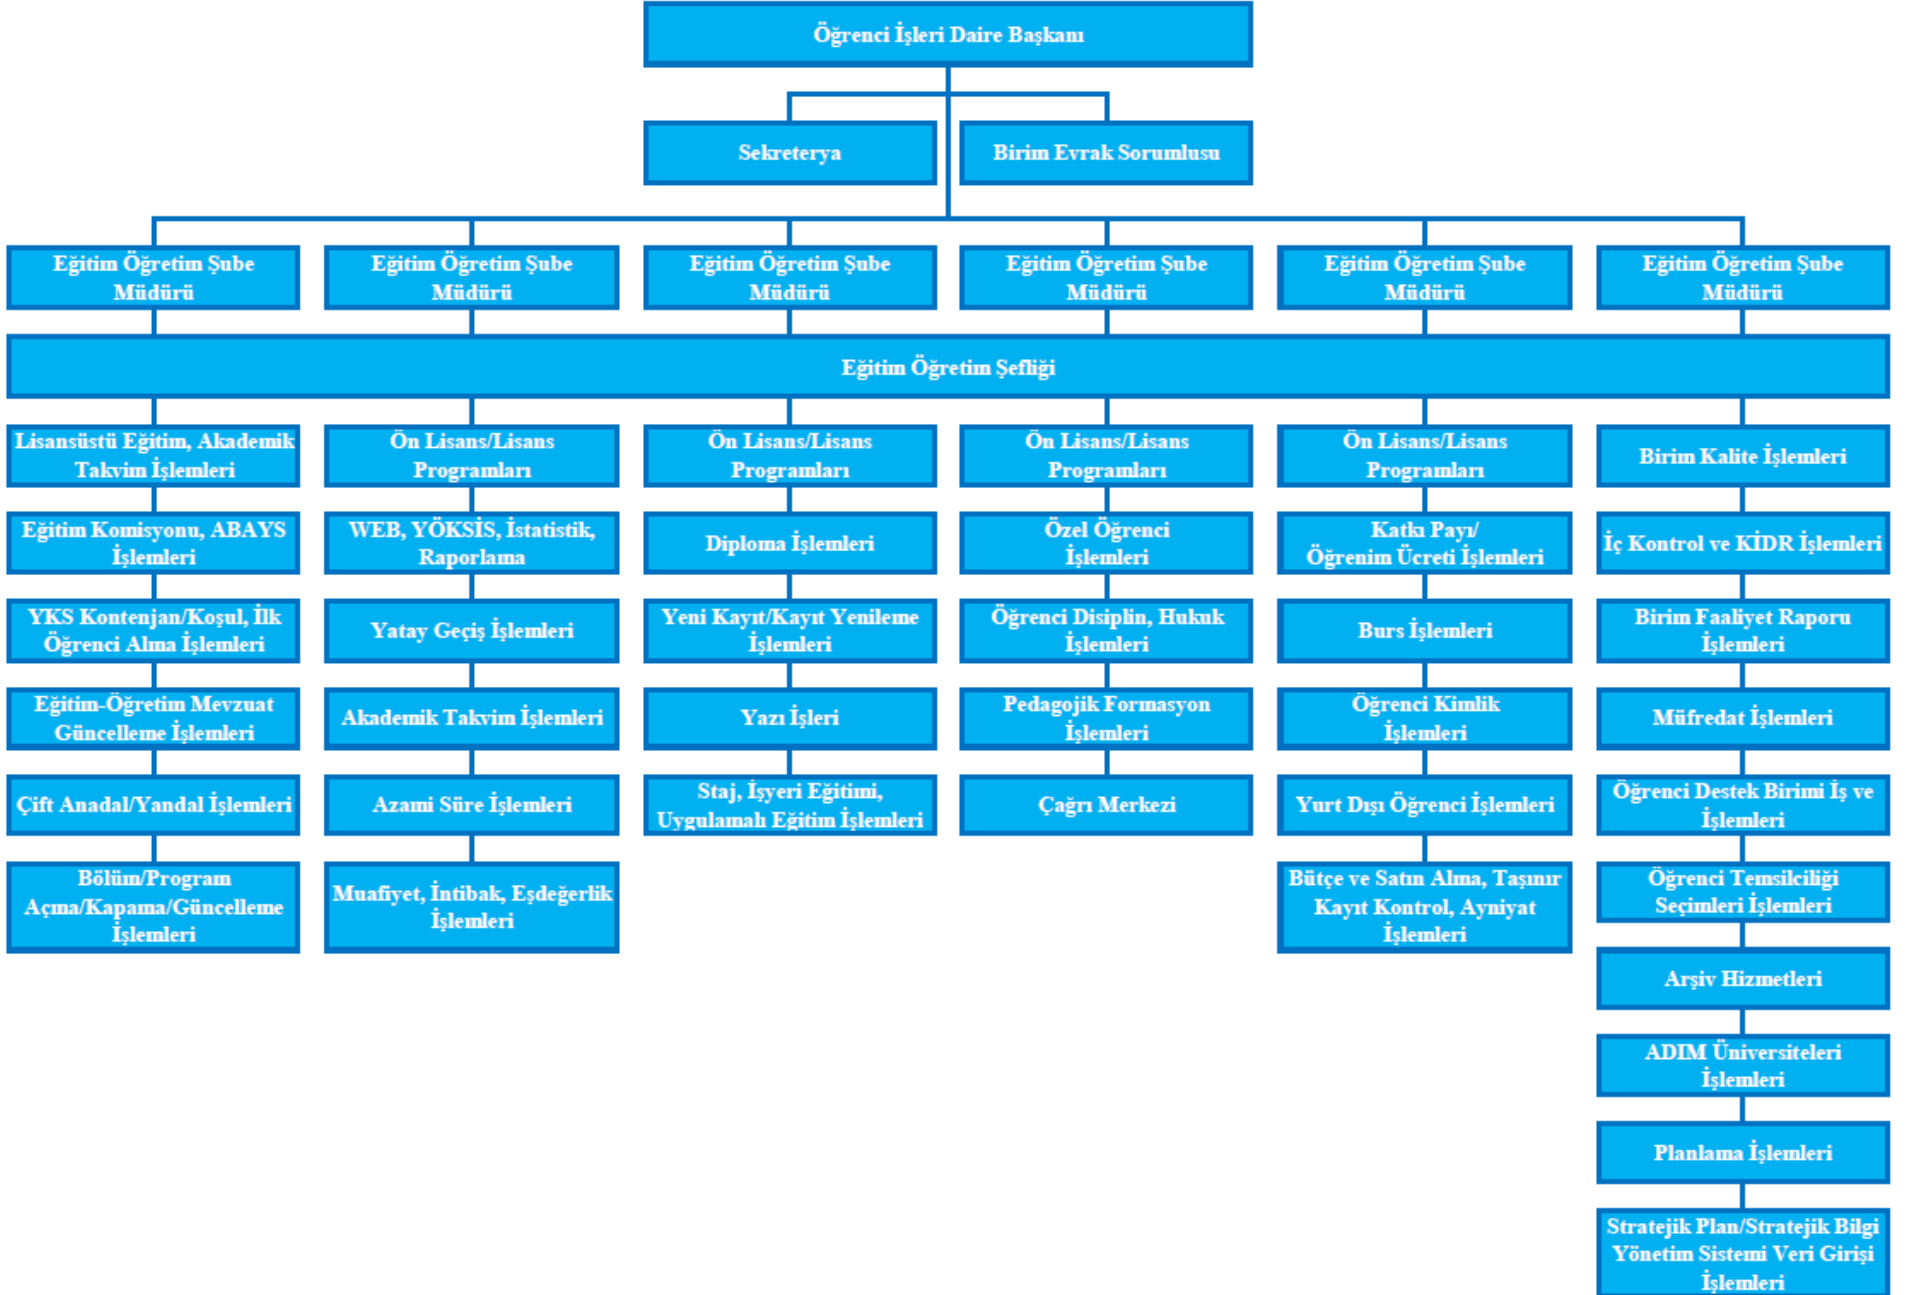 Öğrenci İşleri Daire Başkanı
Sekreterya
Birim Evrak Sorumlusu
Eğitim Öğretim Şube
Müdürü
Eğitim Öğretim Şube
Müdürü
Eğitim Öğretim Şube
Müdürü
Eğitim Öğretim Şube
Müdürü
Eğitim Öğretim Şube
Müdürü
Eğitim Öğretim Şube
Müdürü
Eğitim Öğretim Şefliği
Lisansüstü Eğitim, Akademik
Takvim İşlemleri
Ön Lisans/Lisans
Programları
Ön Lisans/Lisans
Programları
Ön Lisans/Lisans
Programları
Ön Lisans/Lisans
Programları
Birim Kalite İşlemleri
Eğitim Komisyonu, ABAYS
İşlemleri
WEB, YÖKSİS, İstatistik,
Raporlama
Diploma İşlemleri
Özel Öğrenci
İşlemleri
Katkı Payı/
Öğrenim Ücreti İşlemleri
İç Kontrol ve KİDR İşlemleri
YKS Kontenjan/Koşul, İlk
Öğrenci Alma İşlemleri
Yatay Geçiş İşlemleri
Yeni Kayıt/Kayıt Yenileme
İşlemleri
Öğrenci Disiplin, Hukuk
İşlemleri
Burs İşlemleri
Birim Faaliyet Raporu
İşlemleri
Eğitim-Öğretim Mevzuat
Güncelleme İşlemleri
Akademik Takvim İşlemleri
Yazı İşleri
Pedagojik Formasyon
İşlemleri
Öğrenci Kimlik
İşlemleri
Müfredat İşlemleri
Çift Anadal/Yandal İşlemleri
Azami Süre İşlemleri
Staj, İşyeri Eğitimi,
Uygulamalı Eğitim İşlemleri
Çağrı Merkezi
Yurt Dışı Öğrenci İşlemleri
Öğrenci Destek Birimi İş ve
İşlemleri
Bölüm/Program
Açma/Kapama/Güncelleme
İşlemleri
Muafiyet, İntibak, Eşdeğerlik
İşlemleri
Bütçe ve Satın Alma, Taşınır
Kayıt Kontrol, Ayniyat
İşlemleri
Öğrenci Temsilciliği
Seçimleri İşlemleri
Arşiv Hizmetleri
ADIM Üniversiteleri
İşlemleri
Planlama İşlemleri
Stratejik Plan/Stratejik Bilgi
Yönetim Sistemi Veri Girişi
İşlemleri